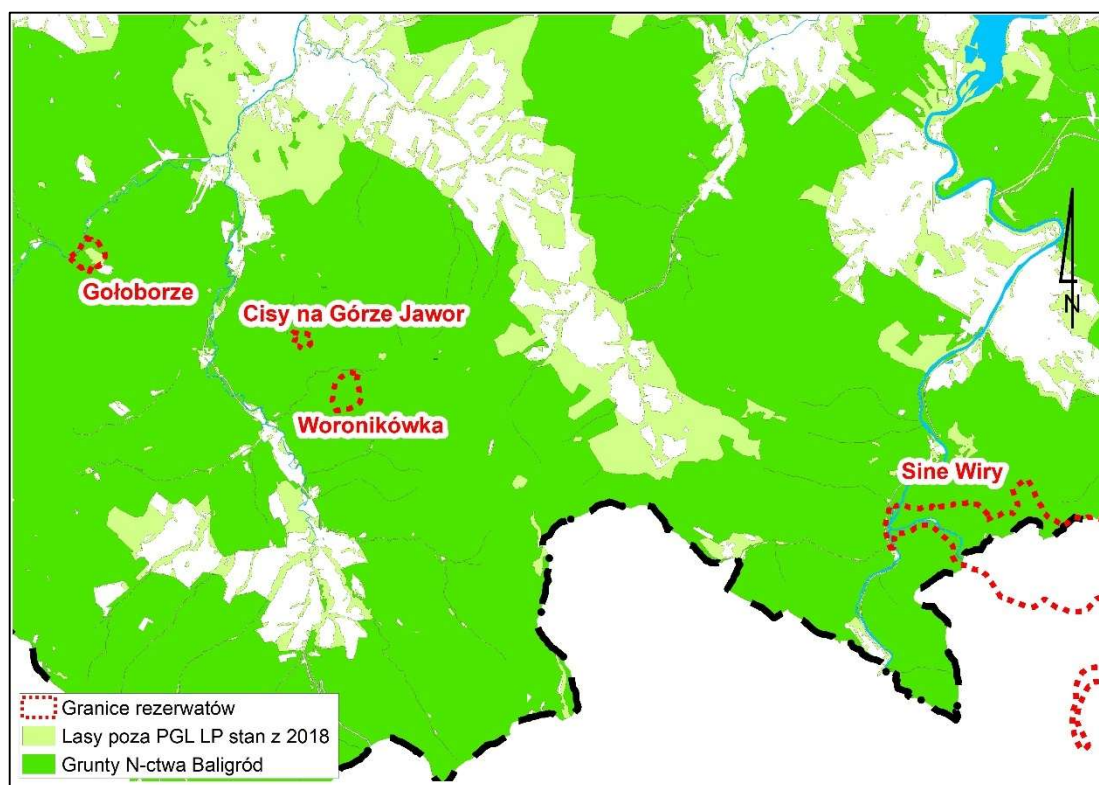 Gołoborze
Cisy na Górze Jawor
Woronikówka
Sine Wiry
N
Granice rezerwatów
Lasy poza PGL LP stan z 2018
Grunty N-ctwa Baligród